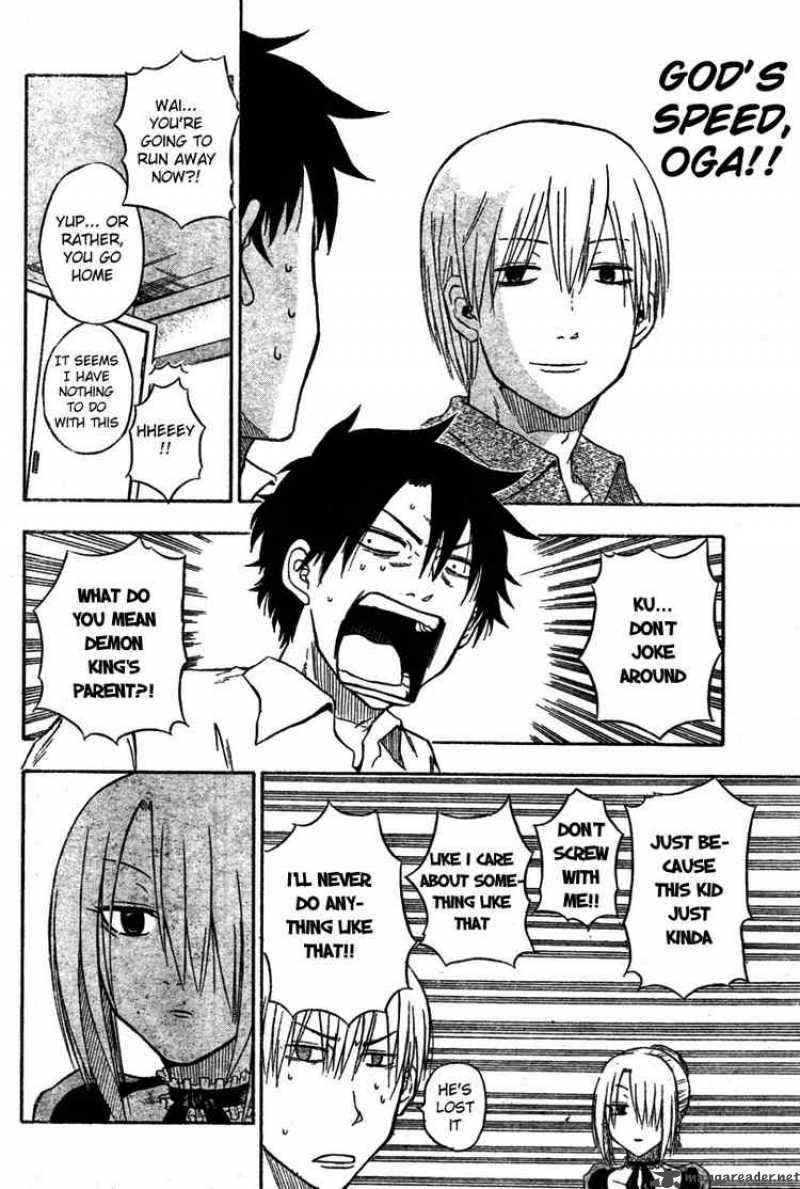 GOD'S
SPEED,
OGA!!
WAI...
YOU'RE
GOING TO
RUN AWAY
NOW?!
YUP... OR
RATHER,
YOU GO
HOME
IT SEEMS
I HAVE
NOTHING
TO DO
WITH THIS
HHEEEY
!!
KU...
DON'T
JOKE
AROUND
WHAT DO
YOU MEAN
DEMON
KING'S
PARENT?!
JUST BE-
CAUSE
THIS KID
JUST
KINDA
DON'T
SCREW
WITH
ME!!
LIKE I CARE
ABOUT SOME-
THING LIKE
THAT
I'LL NEVER
DO ANY-
THING LIKE
THAT!!
HE'S
LOST
IT
mangareader.net